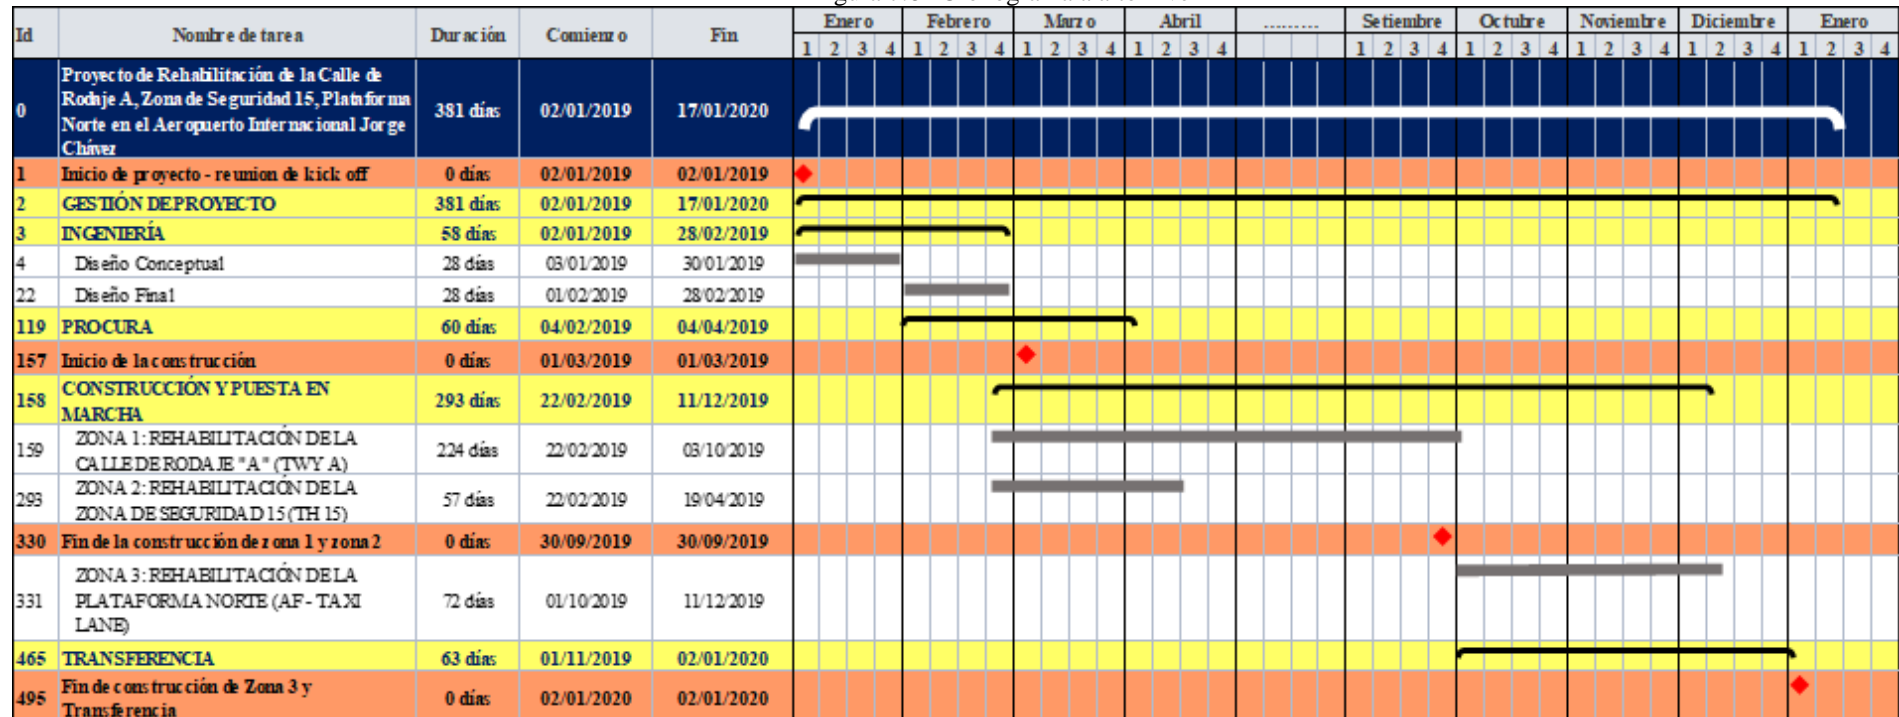 Enero Febrero Marzo Abril ......... Setiembre Octubre Noviembre Diciembre Enero
Id Nombre de tarea Duración Comienzo Fin
1 2 3 4 1 2 3 4 1 2 3 4 1 2 3 4 1 2 3 4 1 2 3 4 1 2 3 4 1 2 3 4 1 2 3 4
Proyecto de Rehabilitación de la Calle de
Rodaje A, Zona de Seguridad 15, Plataforma
0 381 días 02/01/2019 17/01/2020
Norte en el Aeropuerto Internacional Jorge
Chávez
1 Inicio de proyecto - reunion de kick off 0 días 02/01/2019 02/01/2019
2 GESTIÓN DE PROYECTO 381 días 02/01/2019 17/01/2020
3 INGENIERÍA 58 días 02/01/2019 28/02/2019
4 Diseño Conceptual 28 días 03/01/2019 30/01/2019
22 Diseño Final 28 días 01/02/2019 28/02/2019
119 PROCURA 60 días 04/02/2019 04/04/2019
157 Inicio de la construcción 0 días 01/03/2019 01/03/2019
CONSTRUCCIÓN Y PUESTA EN
158 293 días 22/02/2019 11/12/2019
MARCHA
ZONA 1: REHABILITACIÓN DE LA
159 224 días 22/02/2019 03/10/2019
CALLE DE RODAJE "A" (TWY A)
ZONA 2: REHABILITACIÓN DE LA
293 57 días 22/02/2019 19/04/2019
ZONA DE SEGURIDAD 15 (TH 15)
330 Fin de la construcción de zona 1 y zona 2 0 días 30/09/2019 30/09/2019
ZONA 3: REHABILITACIÓN DE LA
331 PLATAFORMA NORTE (AF - TAXI 72 días 01/10/2019 11/12/2019
LANE)
465 TRANSFERENCIA 63 días 01/11/2019 02/01/2020
Fin de construcción de Zona 3 y
495 0 días 02/01/2020 02/01/2020
Transferencia